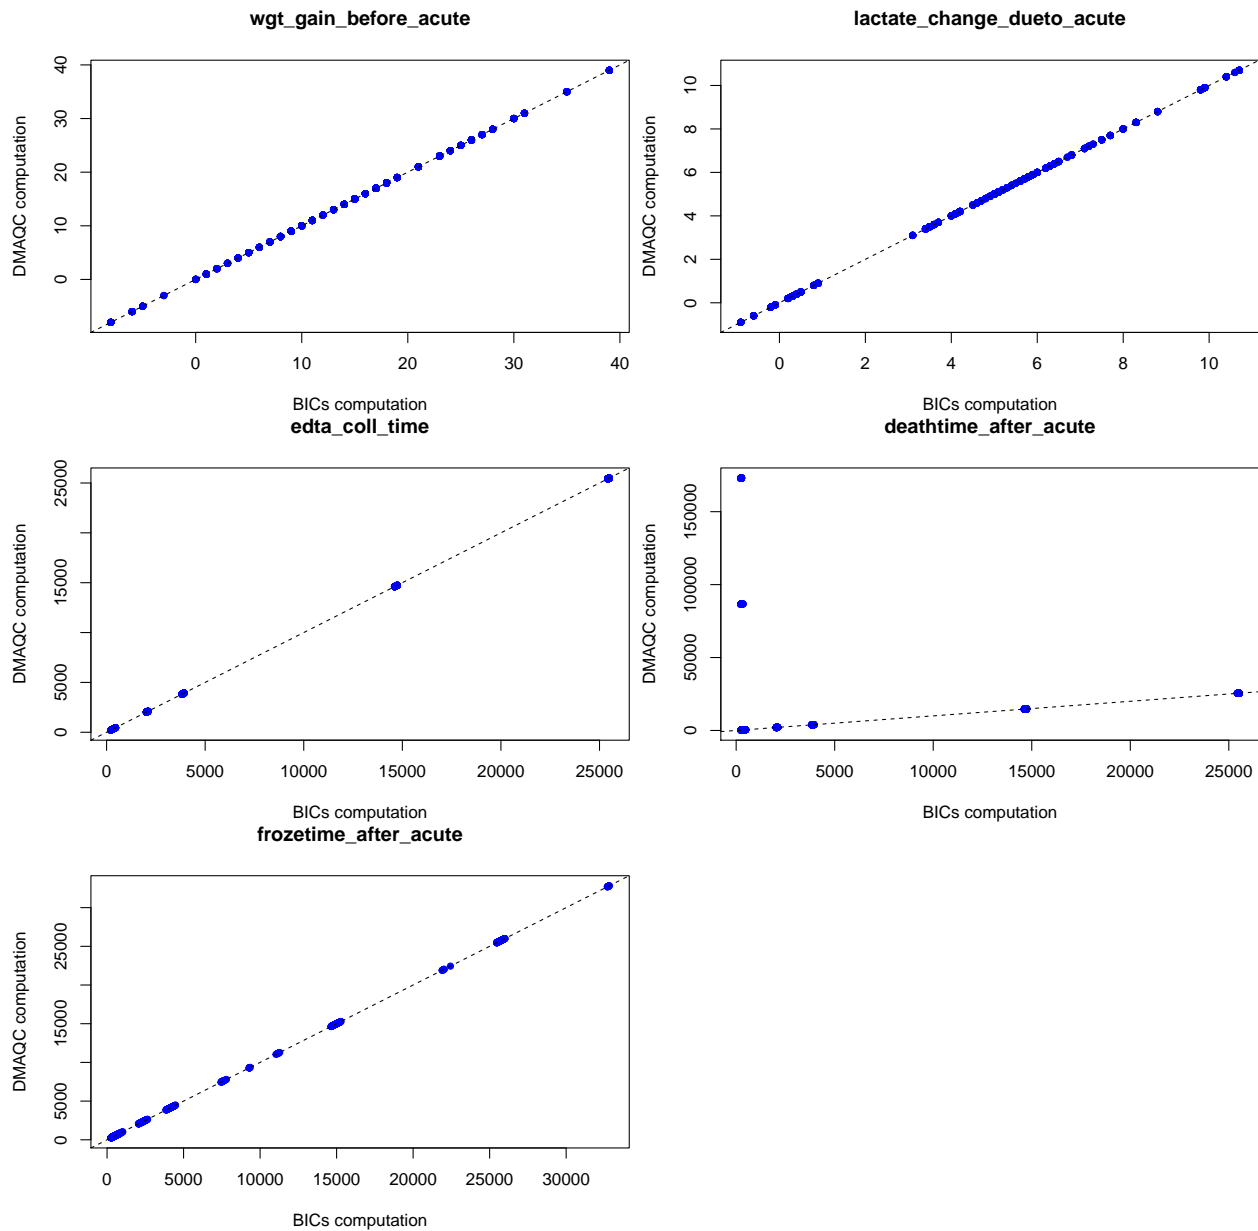 wgt_gain_before_acute
DMAQC computation
0 10 20 30 40
0 10 20 30 40
BICs computation
lactate_change_dueto_acute
DMAQC computation
0 2 4 6 8 10
0 2 4 6 8 10
BICs computation
edta_coll_time
DMAQC computation
0 5000 15000 25000
0 5000 10000 15000 20000 25000
BICs computation
deathtime_after_acute
DMAQC computation
0 50000 100000 150000
0 5000 10000 15000 20000 25000
BICs computation
frozetime_after_acute
DMAQC computation
0 5000 15000 25000
0 5000 10000 15000 20000 25000 30000
BICs computation